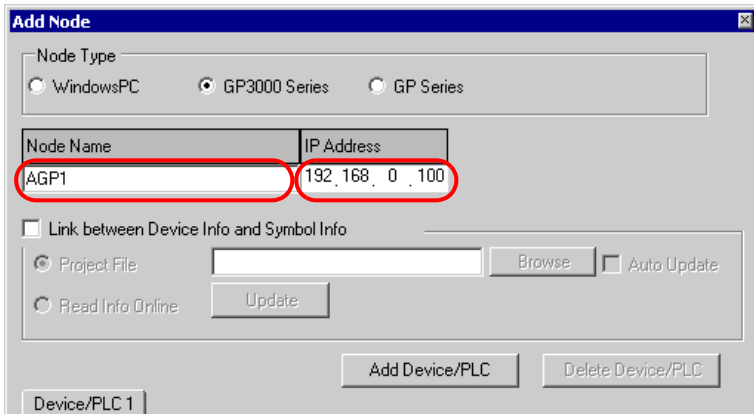 Add Node
Node Type
WindowsPC GP3000 Series GP Series
Node Name IP Address
AGP1 192.168. 0 .100
Link between Device Info and Symbol Info
Project File Browse Auto Update
Read Info Online Update
Add Device/PLC Delete Device/PLC
Device/PLC 1